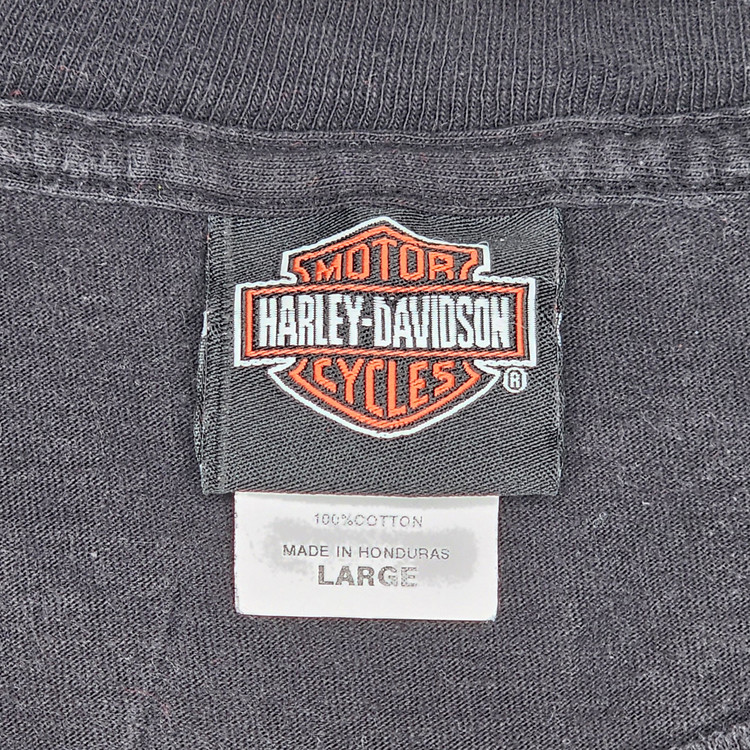 MOTOR
HARLEY-DAVIDSON
CYCLES
®
100%COTTON
MADE IN HONDURAS
LARGE